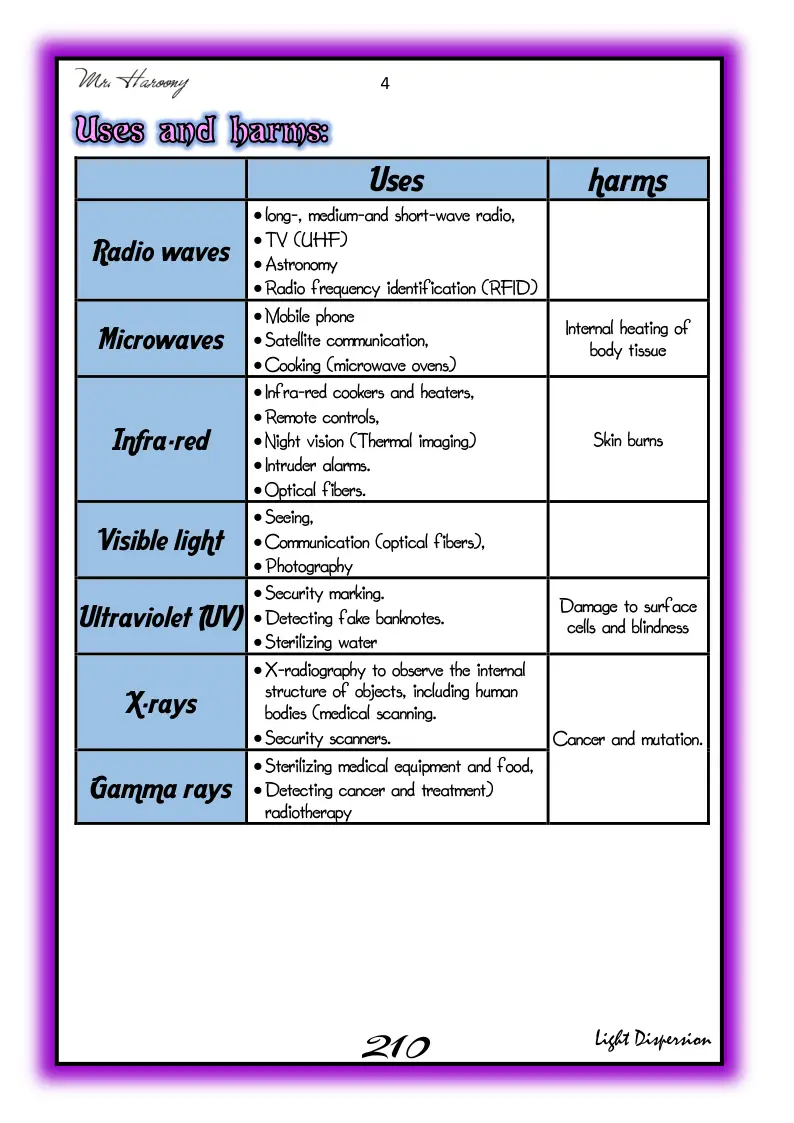 Mr. Haroony
4
Uses and harms:
Uses harms
Radio waves
•long-, medium-and short-wave radio,
•TV (UHF)
•Astronomy
•Radio frequency identification (RFID)
Microwaves
•Mobile phone
•Satellite communication,
•Cooking (microwave ovens)
Internal heating of
body tissue
Infra-red
•Infra-red cookers and heaters,
•Remote controls,
•Night vision (Thermal imaging)
•Intruder alarms.
•Optical fibers.
Skin burns
Visible light
•Seeing,
•Communication (optical fibers),
•Photography
Ultraviolet (UV)
•Security marking.
•Detecting fake banknotes.
•Sterilizing water
Damage to surface
cells and blindness
X-rays
•X-radiography to observe the internal
structure of objects, including human
bodies (medical scanning.
•Security scanners.
Cancer and mutation.
Gamma rays
•Sterilizing medical equipment and food,
•Detecting cancer and treatment)
radiotherapy
210
Light Dispersion